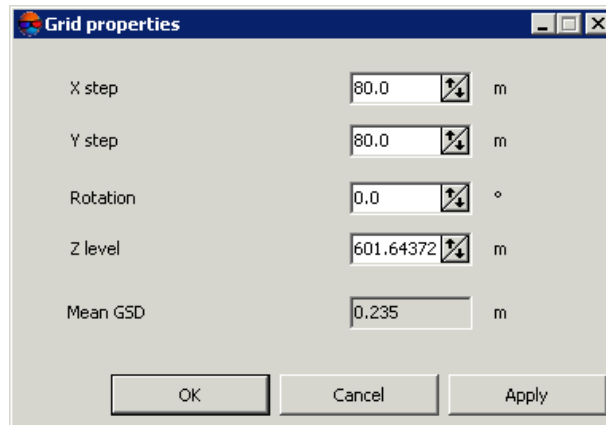 Grid properties
X step 80.0 m
Y step 80.0 m
Rotation 0.0 °
Z level 601.64372 m
Mean GSD 0.235 m
OK Cancel Apply